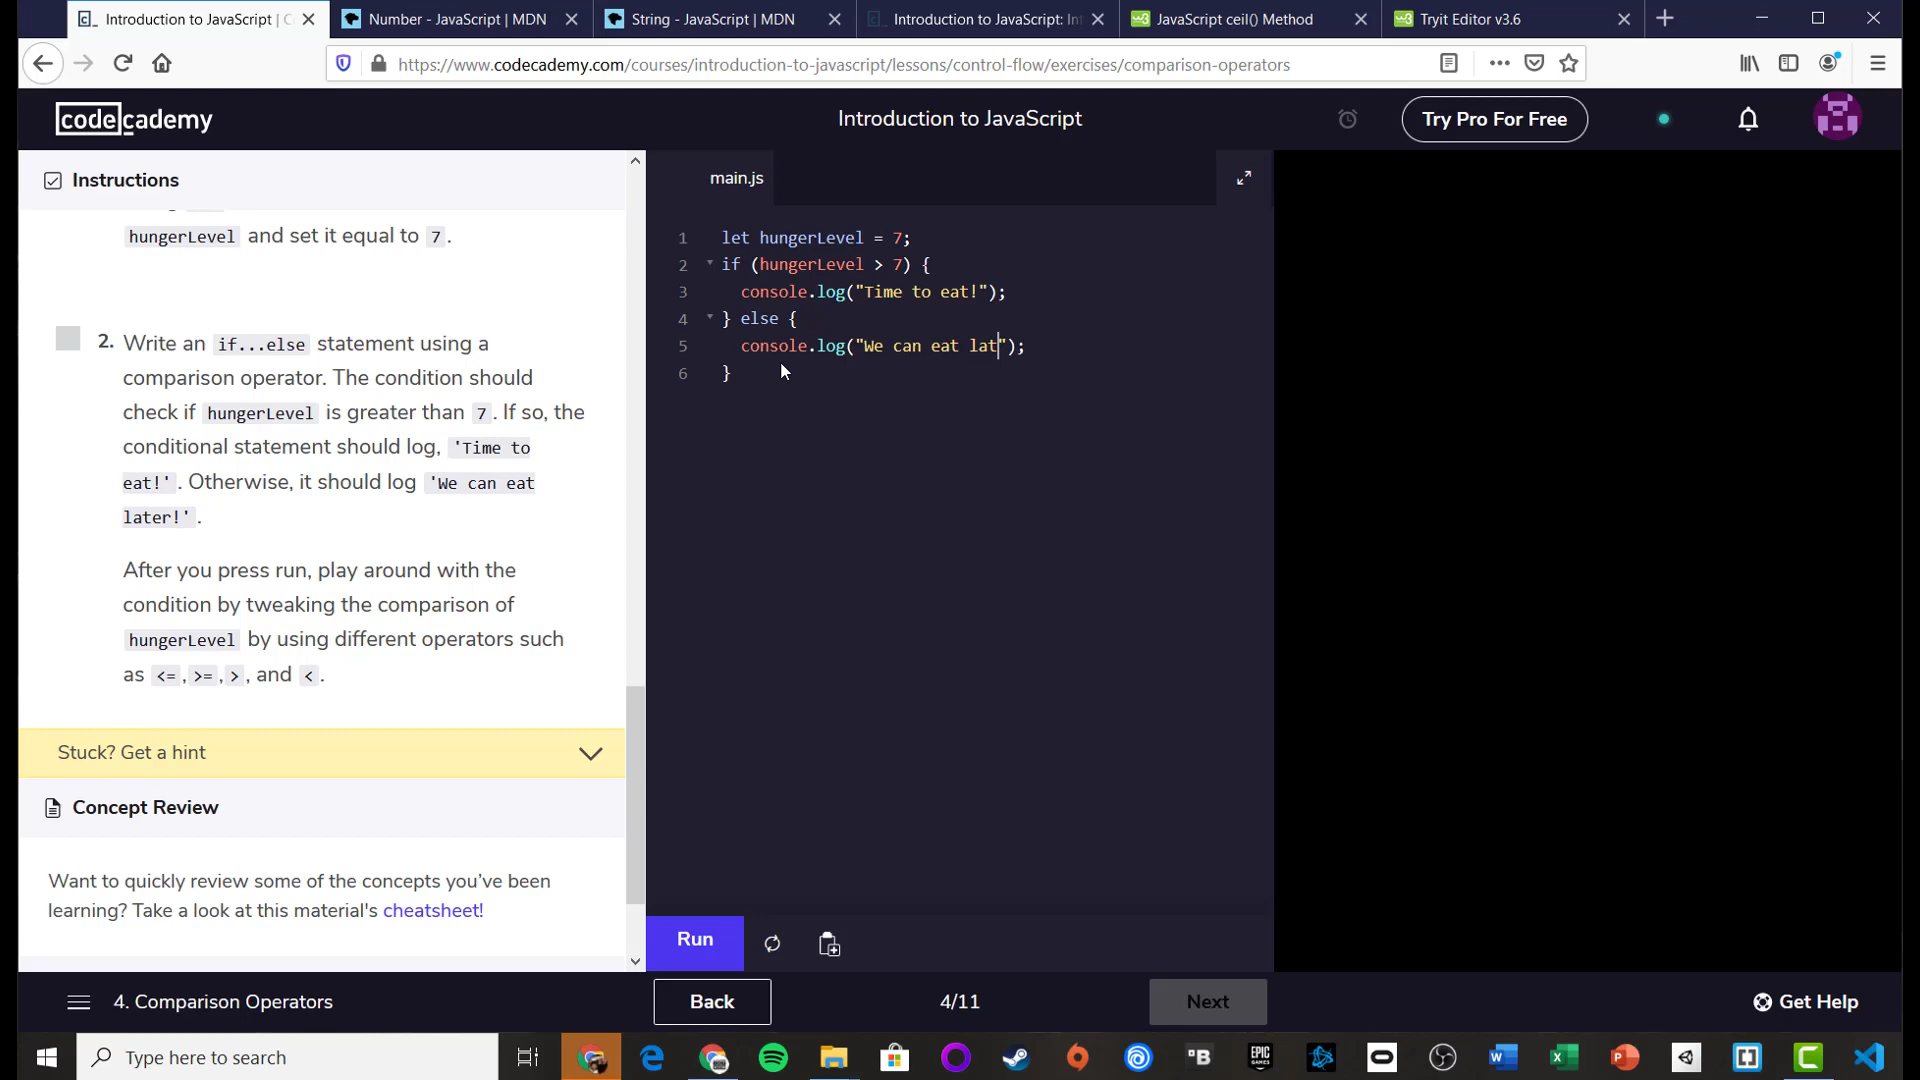 Introduction to JavaScript | C
Number - JavaScript | MDN
String - JavaScript | MDN
Introduction to JavaScript: Int
JavaScript ceil() Method
Tryit Editor v3.6
https://www.codecademy.com/courses/introduction-to-javascript/lessons/control-flow/exercises/comparison-operators
codecademy
Introduction to JavaScript
Try Pro For Free
Instructions
hungerLevel and set it equal to 7.
2. Write an if...else statement using a
comparison operator. The condition should
check if hungerLevel is greater than 7. If so, the
conditional statement should log, 'Time to
eat!'. Otherwise, it should log 'We can eat
later!'.
After you press run, play around with the
condition by tweaking the comparison of
hungerLevel by using different operators such
as <=,>=,>, and <.
Stuck? Get a hint
Concept Review
Want to quickly review some of the concepts you’ve been
learning? Take a look at this material's cheatsheet!
main.js
1 let hungerLevel = 7;
2 if (hungerLevel > 7) {
3 console.log("Time to eat!");
4 } else {
5 console.log("We can eat lat");
6 }
Run
4. Comparison Operators
Back
4/11
Next
Get Help
Type here to search